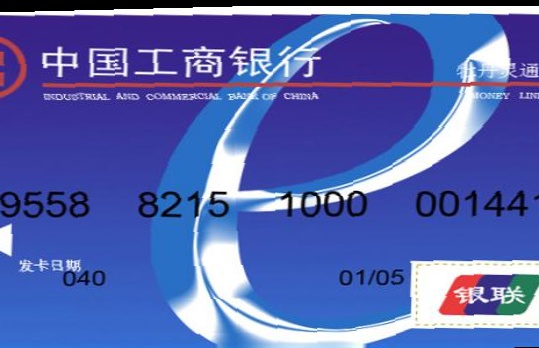 中国工商银行
牡丹灵通
INDUSTRIAL AND COMMERCIAL BANK OF CHINA
MONEY LIN
9558 8215 1000 001441
发卡日期
040 01/05
银联